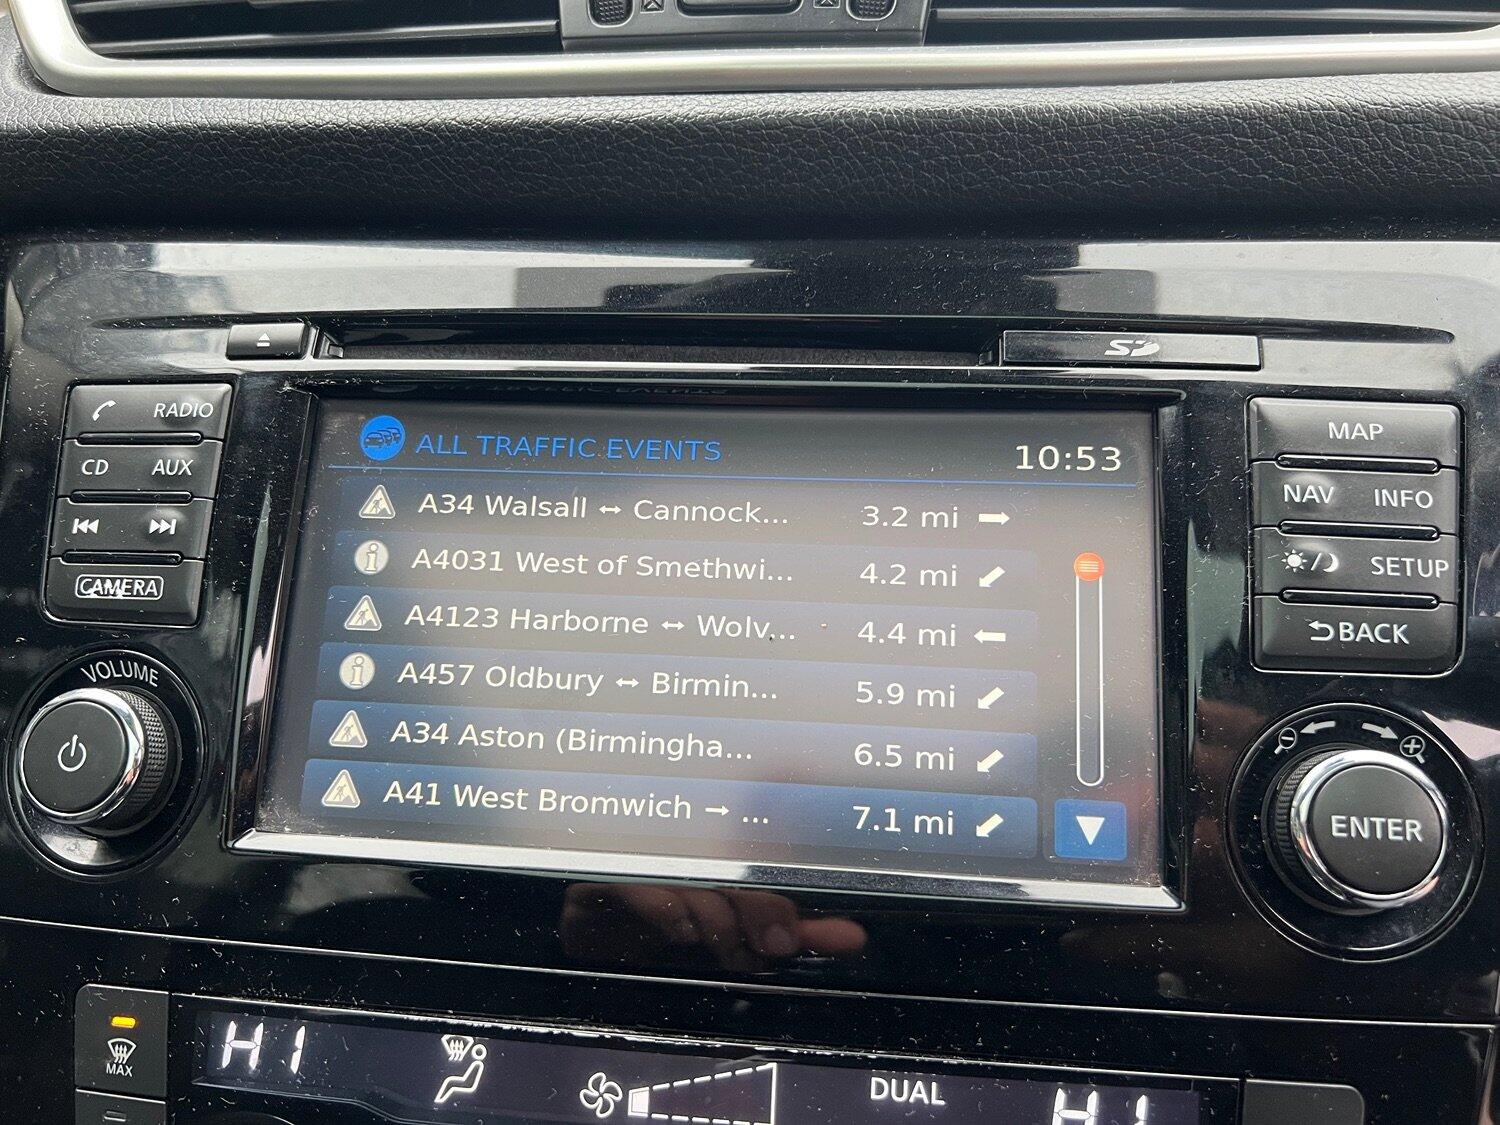 SD
RADIO
CD AUX
CAMERA
VOLUME
ALL TRAFFIC EVENTS 10:53
A34 Walsall ↔ Cannock... 3.2 mi →
A4031 West of Smethwi... 4.2 mi ↙
A4123 Harborne ↔ Wolv... 4.4 mi ←
A457 Oldbury ↔ Birmin... 5.9 mi ↙
A34 Aston (Birmingha... 6.5 mi ↙
A41 West Bromwich → ... 7.1 mi ↙
MAP
NAV INFO
SETUP
BACK
ENTER
MAX
HI
DUAL
HI